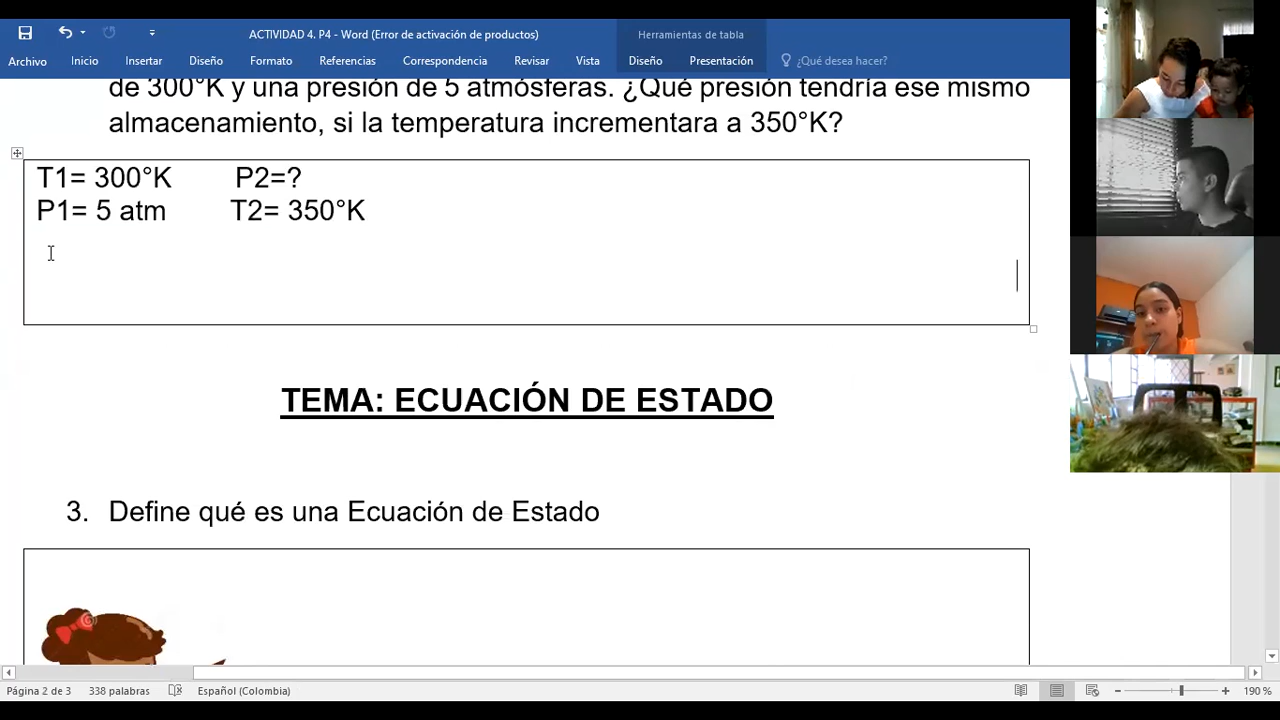 ACTIVIDAD 4. P4 - Word (Error de activación de productos)
Herramientas de tabla
Archivo Inicio Insertar Diseño Formato Referencias Correspondencia Revisar Vista Diseño Presentación ¿Qué desea hacer?
de 300°K y una presión de 5 atmósferas. ¿Qué presión tendría ese mismo
almacenamiento, si la temperatura incrementara a 350°K?
T1= 300°K P2=?
P1= 5 atm T2= 350°K
TEMA: ECUACIÓN DE ESTADO
3. Define qué es una Ecuación de Estado
Página 2 de 3 338 palabras Español (Colombia) 190 %